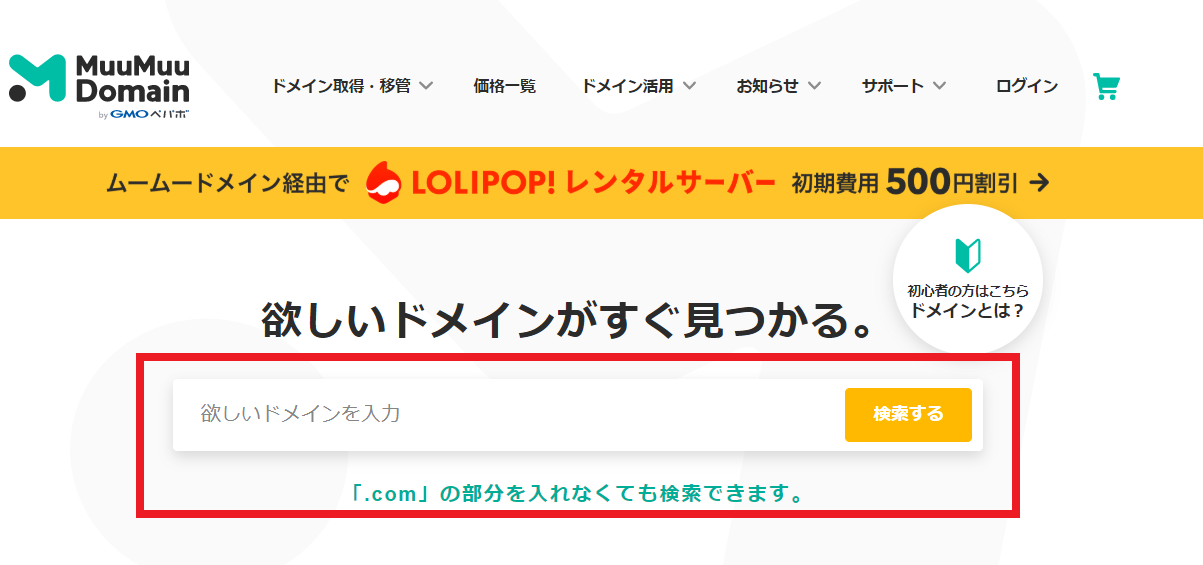 MuuMuu
Domain
by GMOペパボ
ドメイン取得・移管 価格一覧 ドメイン活用 お知らせ サポート ログイン
ムームードメイン経由で LOLIPOP! レンタルサーバー 初期費用 500円割引 →
初心者の方はこちら
ドメインとは？
欲しいドメインがすぐ見つかる。
欲しいドメインを入力 検索する
「.com」の部分を入れなくても検索できます。